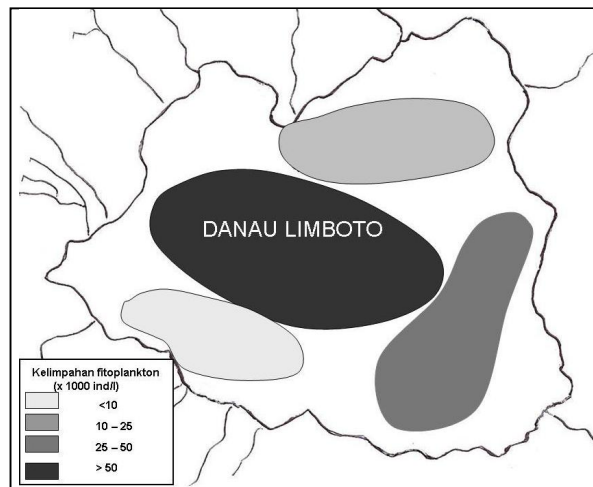 DANAU LIMBOTO
Kelimpahan fitoplankton
(x 1000 ind/l)
<10
10 – 25
25 – 50
> 50